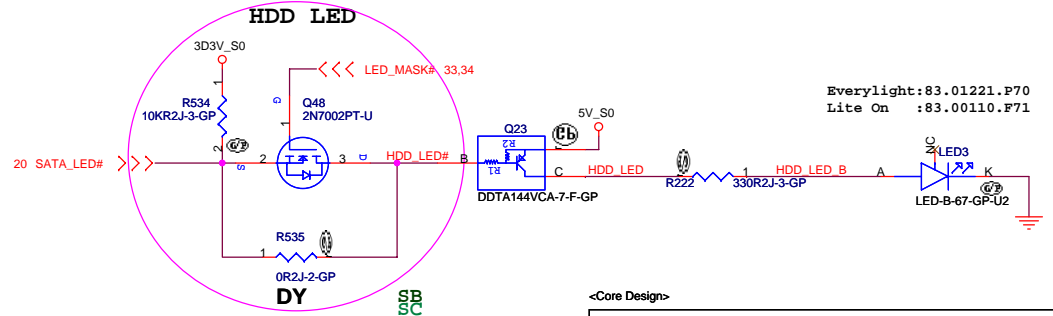 HDD LED
3D3V_S0
LED_MASK# 33,34
R534
10KR2J-3-GP
1
2
G
1
Q48
2N7002PT-U
20 SATA_LED#
S
2
3
D
HDD_LED#
B
Q23
R1
R2
E
C
DDTA144VCA-7-F-GP
5V_S0
HDD_LED
R222
1
330R2J-3-GP
HDD_LED_B
A
NC
LED3
K
LED-B-67-GP-U2
Everylight:83.01221.P70
Lite On :83.00110.F71
R535
1
0R2J-2-GP
DY
SB
SC
<Core Design>